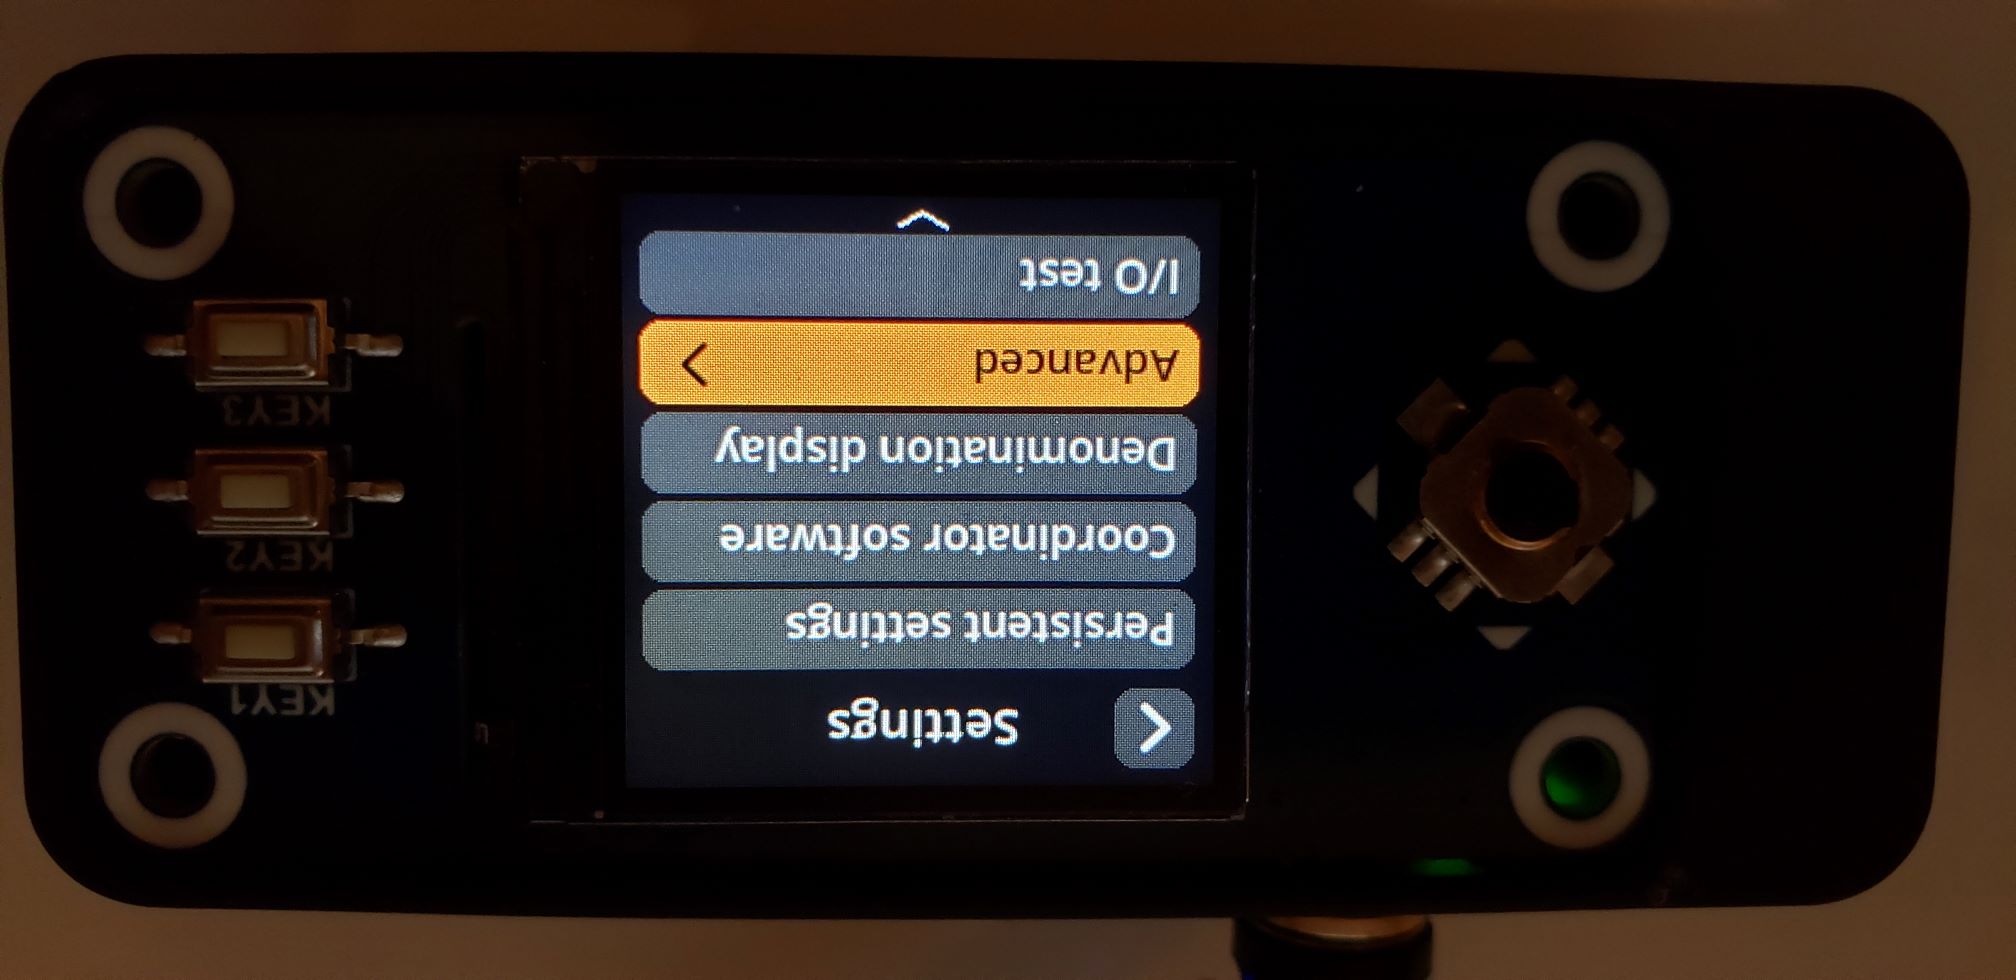 Settings
Persistent settings
Coordinator software
Denomination display
Advanced
I/O test
KEY1
KEY2
KEY3